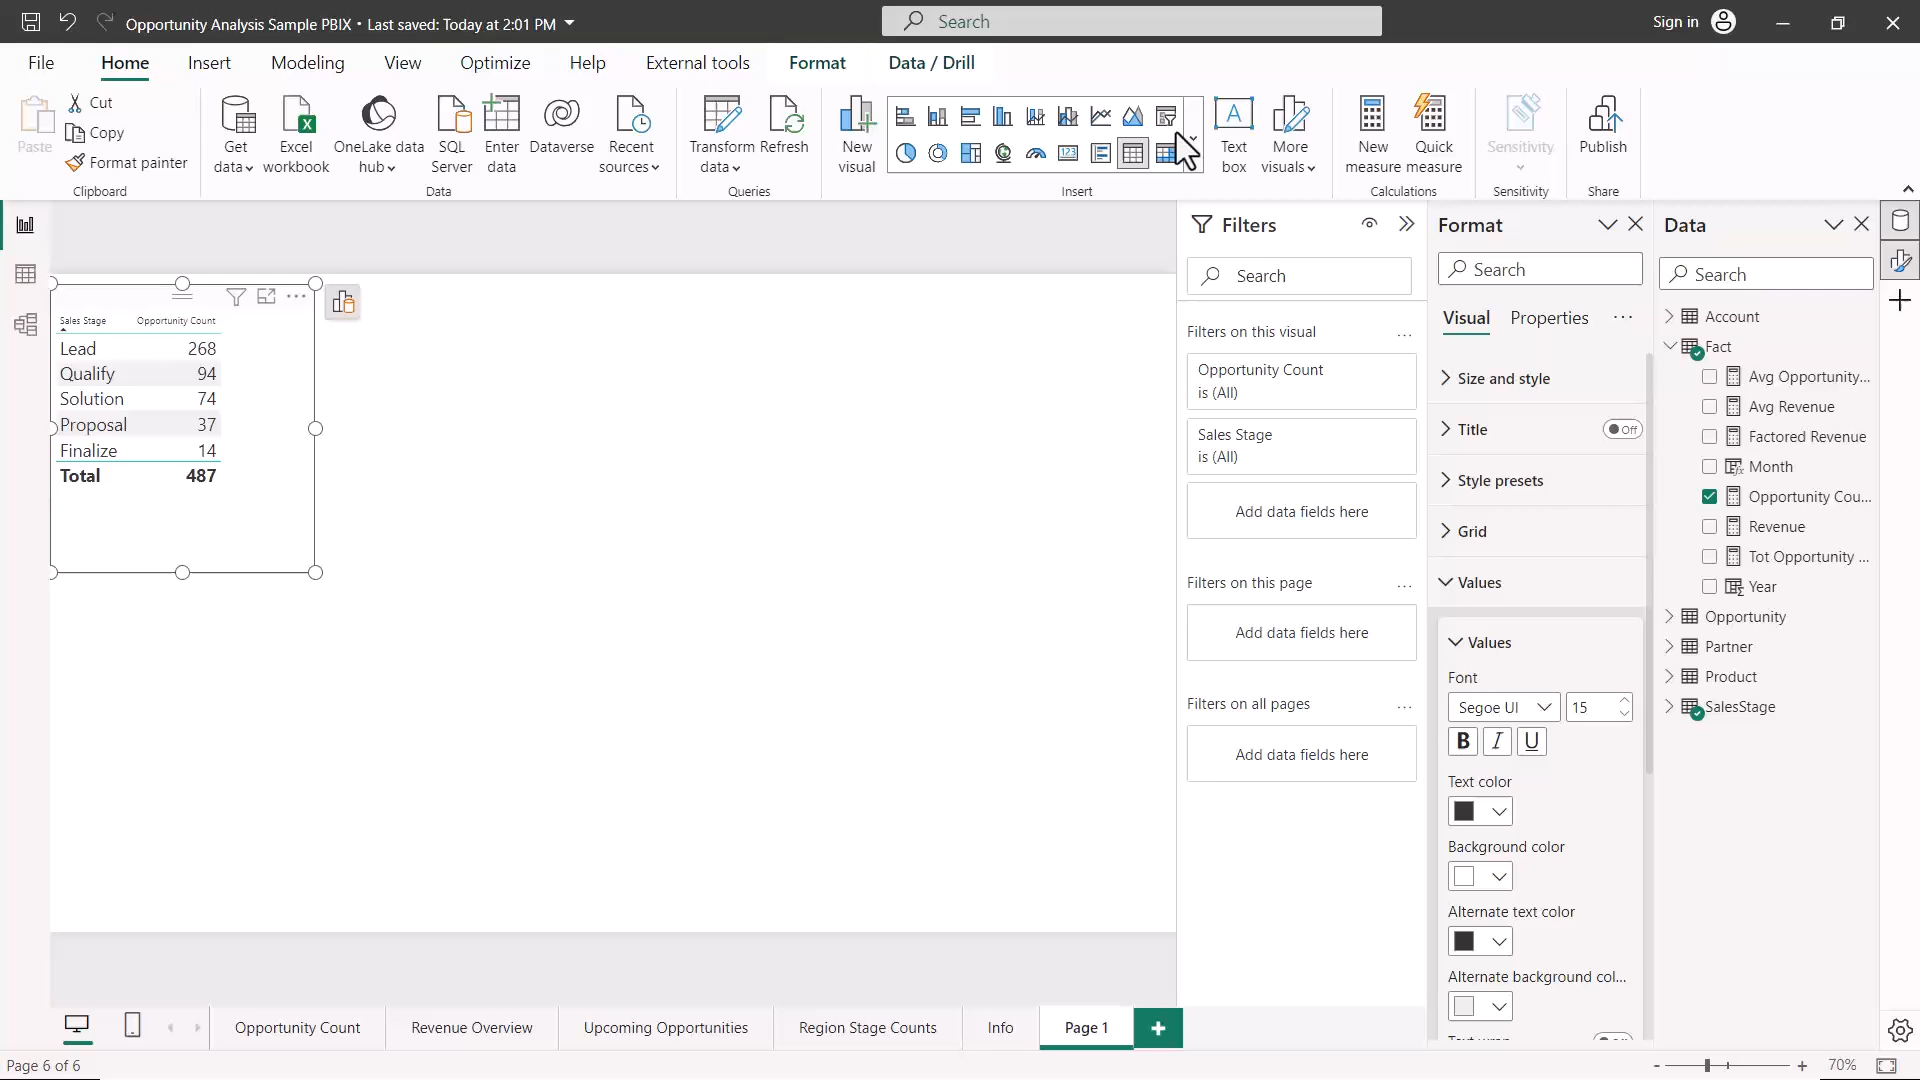 Opportunity Analysis Sample PBIX • Last saved: Today at 2:01 PM
Search
Sign in
File
Home
Insert
Modeling
View
Optimize
Help
External tools
Format
Data / Drill
Paste
Cut
Copy
Format painter
Clipboard
Get
data
Excel
workbook
OneLake data
hub
SQL
Server
Enter
data
Dataverse
Recent
sources
Data
Transform
data
Refresh
Queries
New
visual
Text
box
More
visuals
Insert
New
measure
Quick
measure
Calculations
Sensitivity
Sensitivity
Publish
Share
Sales Stage Opportunity Count
Lead 268
Qualify 94
Solution 74
Proposal 37
Finalize 14
Total 487
Filters
Search
Filters on this visual
Opportunity Count
is (All)
Sales Stage
is (All)
Add data fields here
Filters on this page
Add data fields here
Filters on all pages
Add data fields here
Format
Search
Visual
Properties
Size and style
Title
Off
Style presets
Grid
Values
Values
Font
Segoe UI
15
B I U
Text color
Background color
Alternate text color
Alternate background col...
Data
Search
Account
Fact
Avg Opportunity...
Avg Revenue
Factored Revenue
Month
Opportunity Cou...
Revenue
Tot Opportunity ...
Year
Opportunity
Partner
Product
SalesStage
Opportunity Count
Revenue Overview
Upcoming Opportunities
Region Stage Counts
Info
Page 1
+
Page 6 of 6
- + 70%